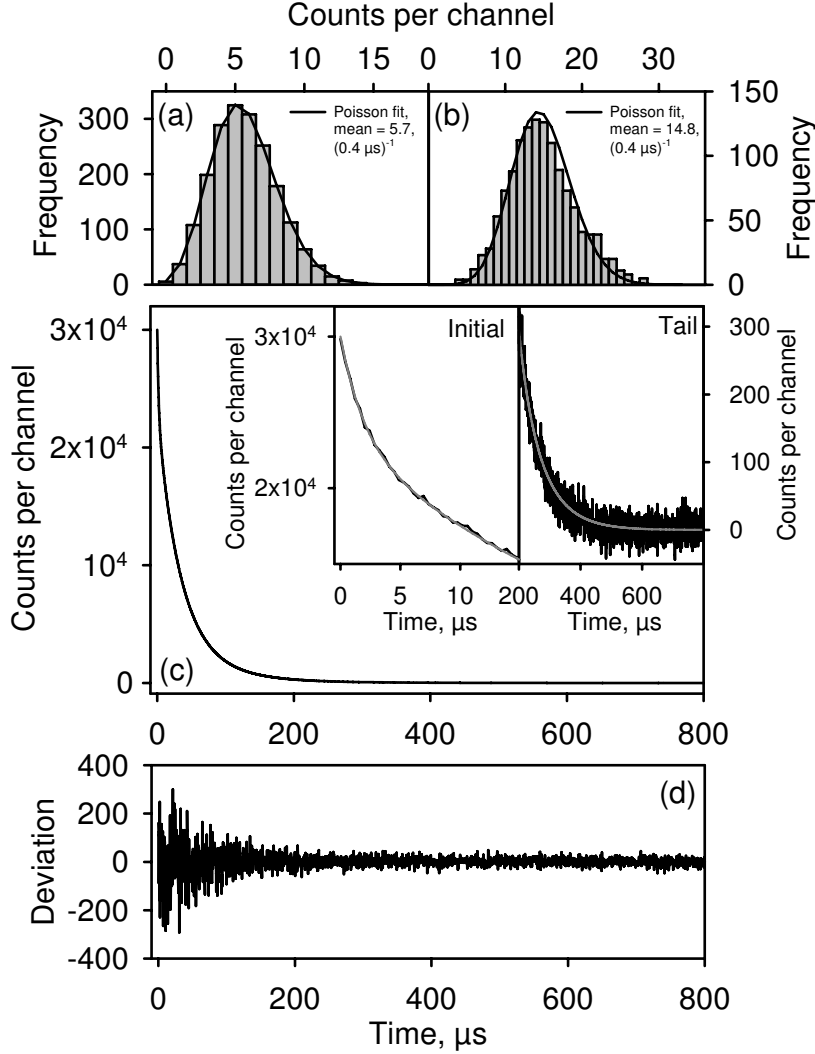 Counts per channel
0 5 10 15 0 10 20 30
(a)
Poisson fit,
mean = 5.7,
(0.4 µs)⁻¹
(b)
Poisson fit,
mean = 14.8,
(0.4 µs)⁻¹
Frequency
300
200
100
0
150
100
50
0
Frequency
Counts per channel
3x10⁴
2x10⁴
10⁴
0
(c)
Counts per channel
3x10⁴
2x10⁴
Initial
0 5 10
Time, µs
Tail
200 400 600
Time, µs
300
200
100
0
Counts per channel
0 200 400 600 800
Deviation
400
200
0
-200
-400
(d)
0 200 400 600 800
Time, µs